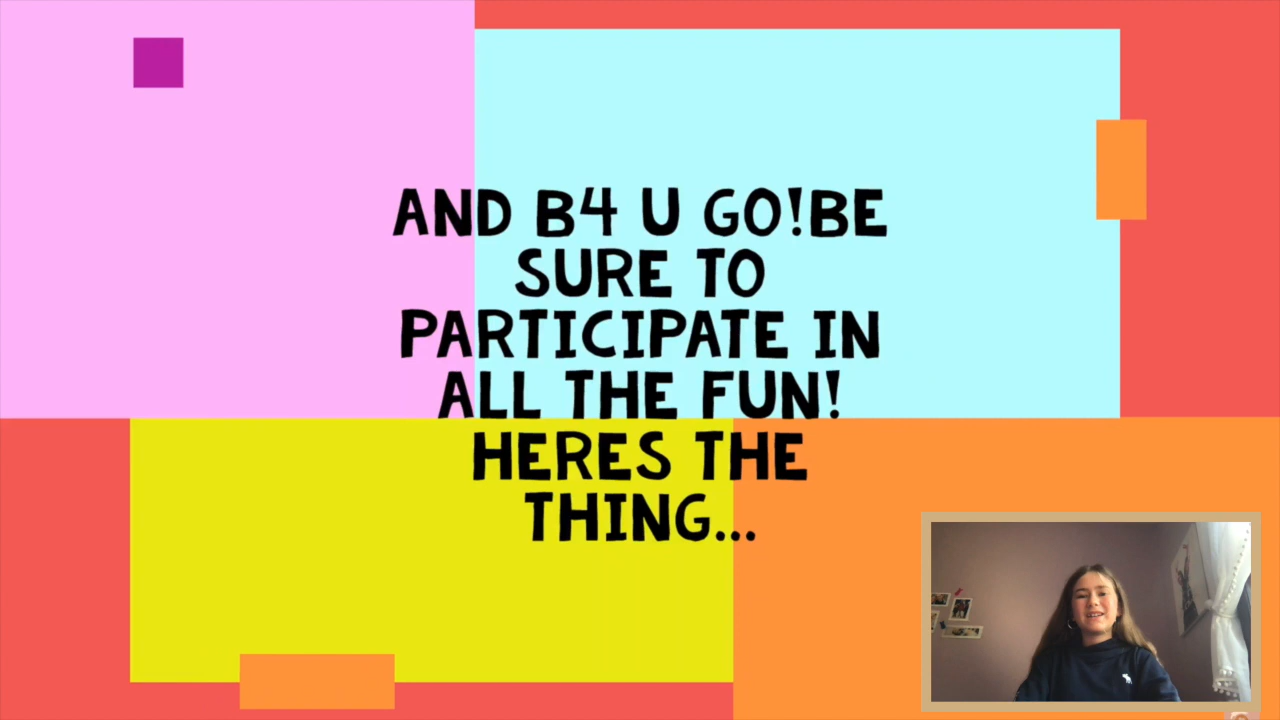 AND B4 U GO!BE
SURE TO
PARTICIPATE IN
ALL THE FUN!
HERES THE
THING...